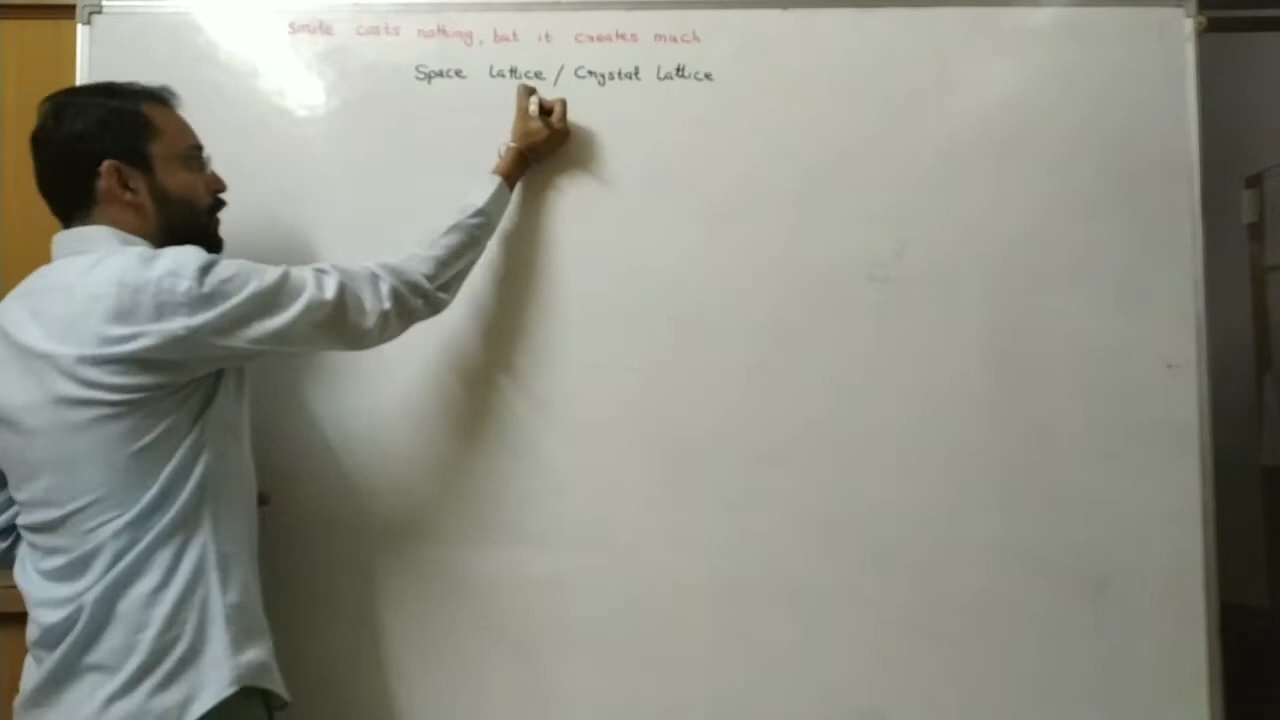 Smile costs nothing, but it creates much
Space Lattice / Crystal Lattice